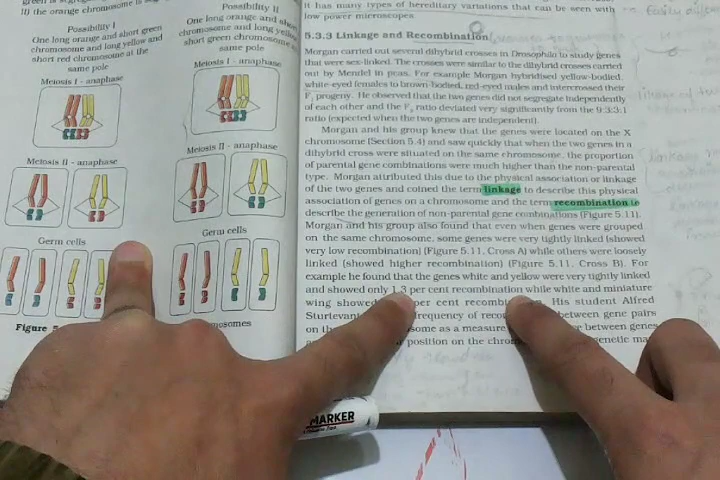 ii) the orange chromosome is
Possibility I
One long orange and short green
chromosome and long yellow and
short red chromosome at the
same pole
Meiosis I - anaphase
Meiosis II - anaphase
Germ cells
Figure
Possibility II
One long orange and
chromosome and long yellow
short green chromosome
same pole
Meiosis I - anaphase
Meiosis II - anaphase
Germ cells
it has many types of hereditary variations that can be seen with
low power microscopes.
5.3.3 Linkage and Recombination
Morgan carried out several dihybrid crosses in Drosophila to study genes
that were sex-linked. The crosses were similar to the dihybrid crosses carried
out by Mendel in peas. For example Morgan hybridised yellow-bodied,
white-eyed females to brown-bodied, red-eyed males and intercrossed their
F1 progeny. He observed that the two genes did not segregate independently
of each other and the F2 ratio deviated very significantly from the 9:3:3:1
ratio (expected when the two genes are independent).
Morgan and his group knew that the genes were located on the X
chromosome (Section 5.4) and saw quickly that when the two genes in a
dihybrid cross were situated on the same chromosome, the proportion
of parental gene combinations were much higher than the non-parental
type. Morgan attributed this due to the physical association or linkage
of the two genes and coined the term linkage to describe this physical
association of genes on a chromosome and the term recombination to
describe the generation of non-parental gene combinations (Figure 5.11).
Morgan and his group also found that even when genes were grouped
on the same chromosome, some genes were very tightly linked (showed
very low recombination) (Figure 5.11, Cross A) while others were loosely
linked (showed higher recombination) (Figure 5.11, Cross B). For
example he found that the genes white and yellow were very tightly linked
and showed only 1.3 per cent recombination while white and miniature
wing showed per cent His student Alfred
frequency of between gene pairs
on as a measure between genes
position on the
MARKER